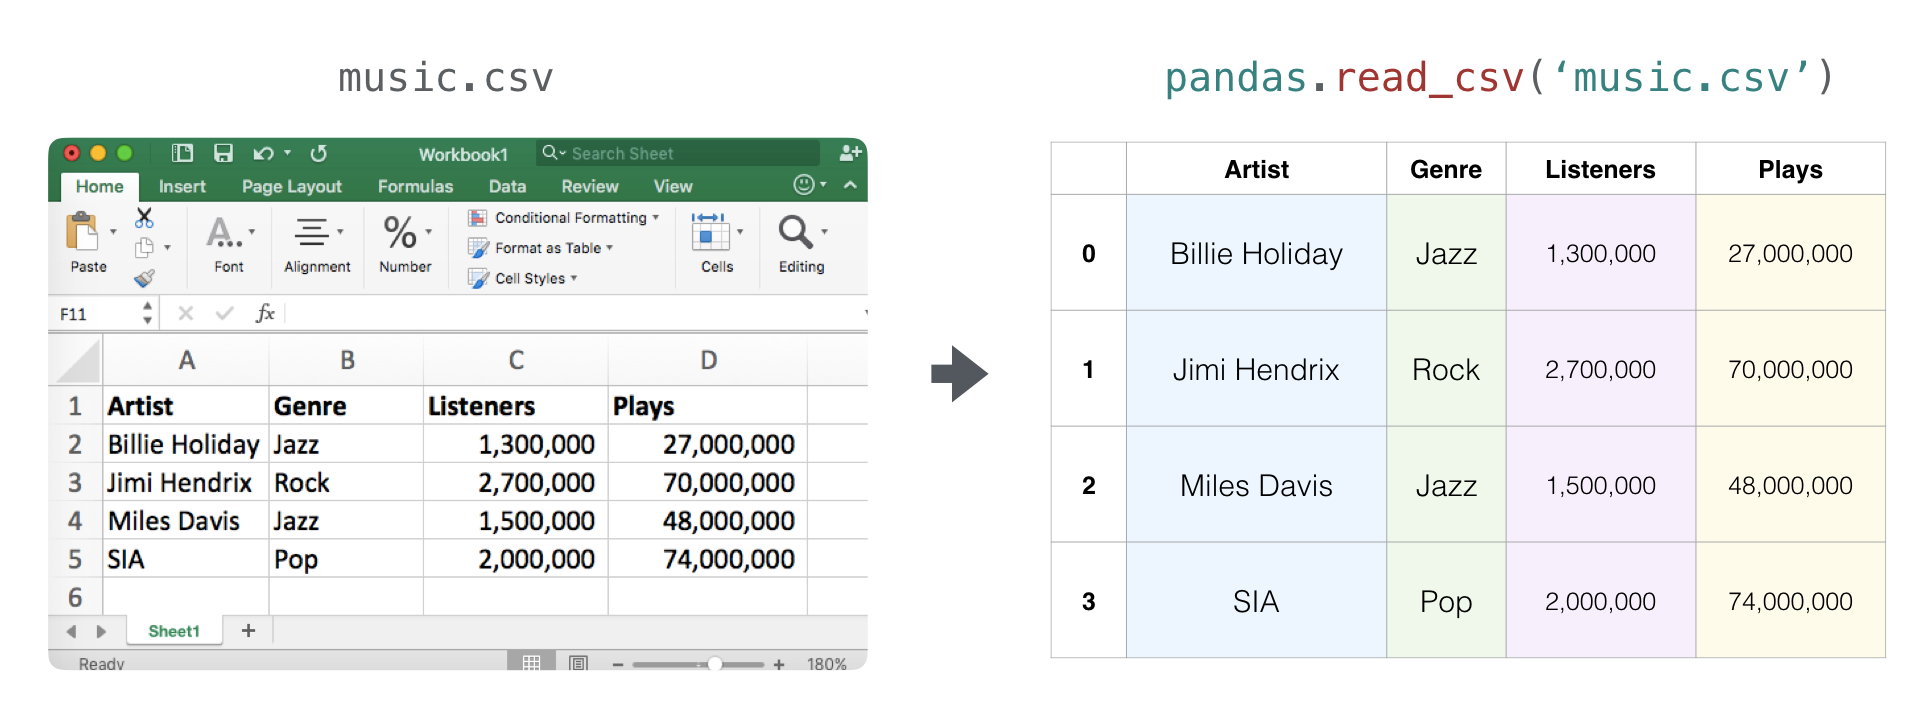 music.csv
Workbook1
Search Sheet
Home Insert Page Layout Formulas Data Review View
Paste
A...
Font
Alignment
%
Number
Conditional Formatting
Format as Table
Cell Styles
Cells
Editing
F11
fx
A B C D
1 Artist Genre Listeners Plays
2 Billie Holiday Jazz 1,300,000 27,000,000
3 Jimi Hendrix Rock 2,700,000 70,000,000
4 Miles Davis Jazz 1,500,000 48,000,000
5 SIA Pop 2,000,000 74,000,000
6
Sheet1 +
Ready − + 180%
pandas.read_csv(‘music.csv’)
Artist Genre Listeners Plays
0 Billie Holiday Jazz 1,300,000 27,000,000
1 Jimi Hendrix Rock 2,700,000 70,000,000
2 Miles Davis Jazz 1,500,000 48,000,000
3 SIA Pop 2,000,000 74,000,000